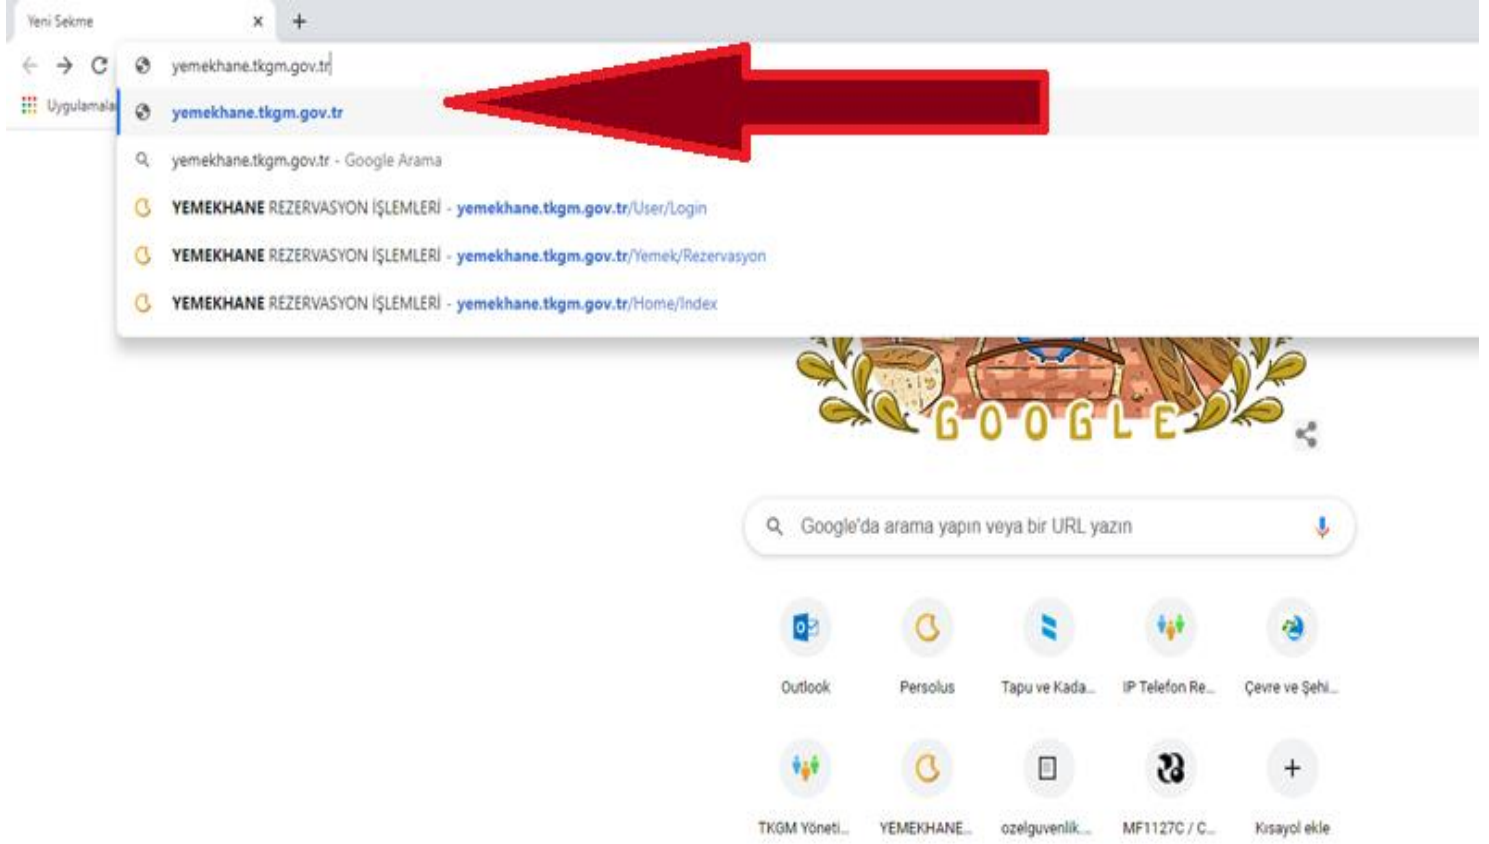 Yeni Sekme
yemekhane.tkgm.gov.tr
Uygulamala
yemekhane.tkgm.gov.tr
yemekhane.tkgm.gov.tr - Google Arama
YEMEKHANE REZERVASYON İŞLEMLERİ - yemekhane.tkgm.gov.tr/User/Login
YEMEKHANE REZERVASYON İŞLEMLERİ - yemekhane.tkgm.gov.tr/Yemek/Rezervasyon
YEMEKHANE REZERVASYON İŞLEMLERİ - yemekhane.tkgm.gov.tr/Home/Index
GOOGLE
Google'da arama yapın veya bir URL yazın
Outlook Persolus Tapu ve Kada... IP Telefon Re... Çevre ve Şehi...
TKGM Yöneti... YEMEKHANE... ozelguvenlik.... MF1127C / C... Kısayol ekle